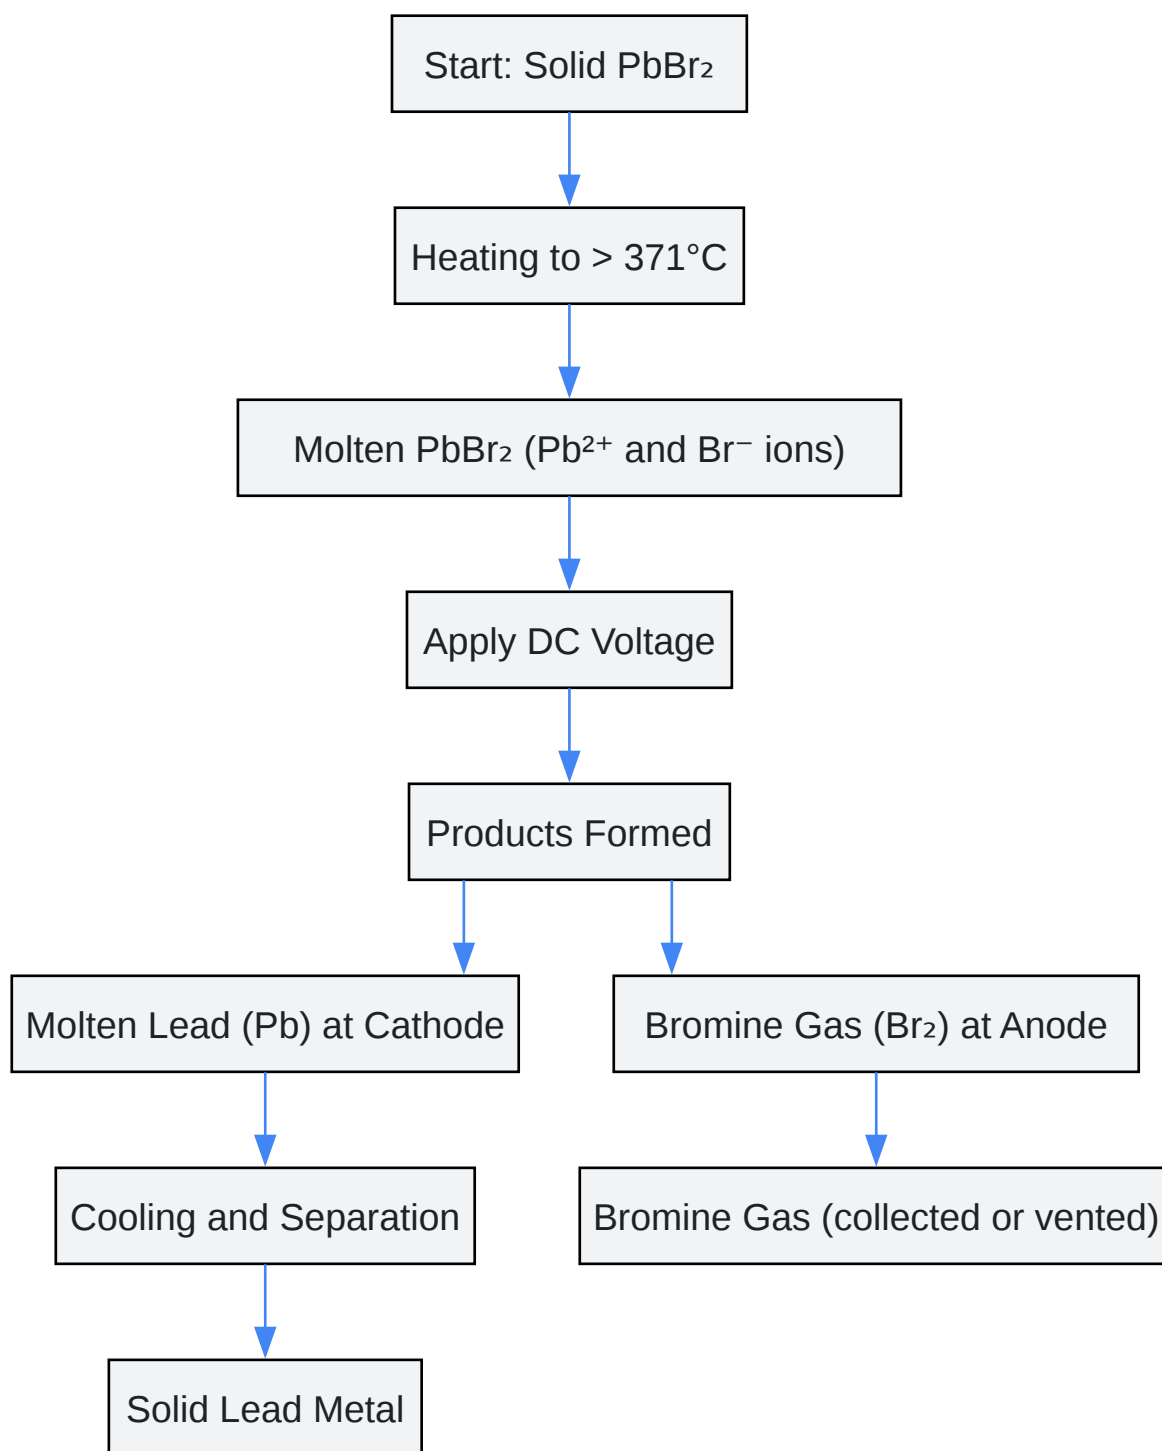 Start: Solid PbBr₂
Heating to > 371°C
Molten PbBr₂ (Pb²⁺ and Br⁻ ions)
Apply DC Voltage
Products Formed
Molten Lead (Pb) at Cathode
Bromine Gas (Br₂) at Anode
Cooling and Separation
Bromine Gas (collected or vented)
Solid Lead Metal